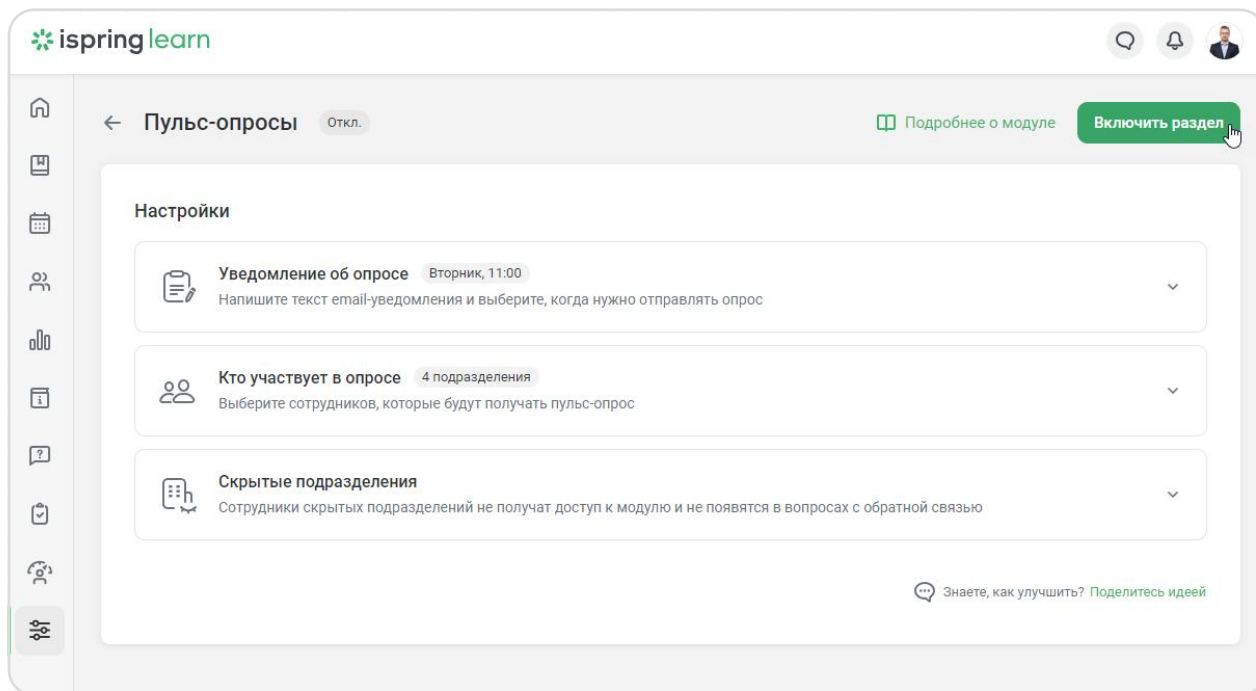 ispring learn
Пульс-опросы Откл. Подробнее о модуле Включить раздел
Настройки
Уведомление об опросе Вторник, 11:00
Напишите текст email-уведомления и выберите, когда нужно отправлять опрос
Кто участвует в опросе 4 подразделения
Выберите сотрудников, которые будут получать пульс-опрос
Скрытые подразделения
Сотрудники скрытых подразделений не получат доступ к модулю и не появятся в вопросах с обратной связью
Знаете, как улучшить? Поделитесь идеей